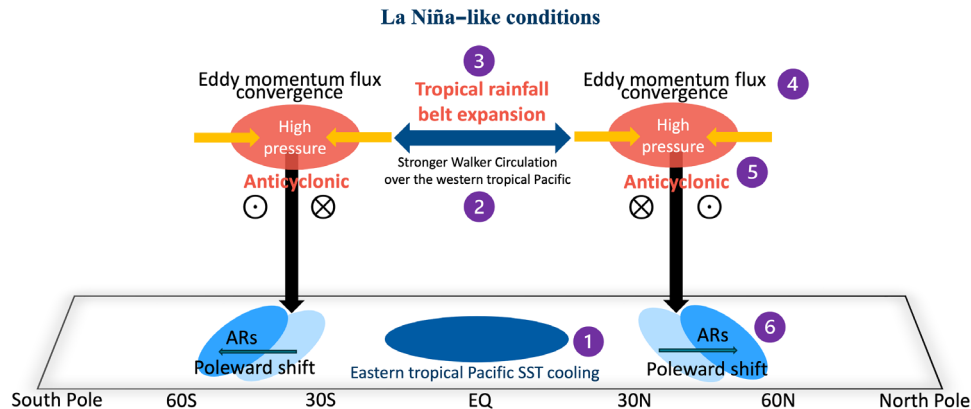 La Niña–like conditions
3
Eddy momentum flux
convergence
Tropical rainfall
belt expansion
Eddy momentum flux
convergence
4
High
pressure
High
pressure
Stronger Walker Circulation
over the western tropical Pacific
Anticyclonic
2
Anticyclonic
5
ARs
Poleward shift
1
Eastern tropical Pacific SST cooling
ARs
Poleward shift
6
South Pole
60S
30S
EQ
30N
60N
North Pole